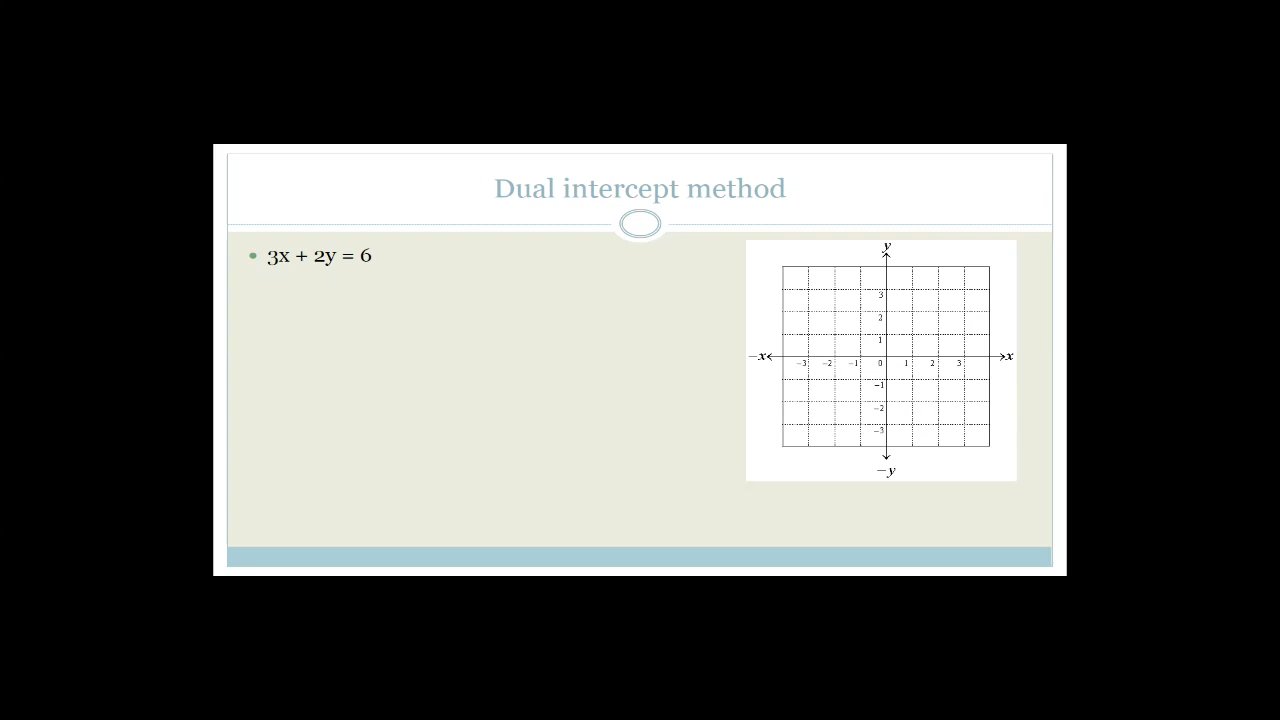 Dual intercept method
• 3x + 2y = 6
y
3
2
1
−x
−3 −2 −1 0 1 2 3
x
−1
−2
−3
−y